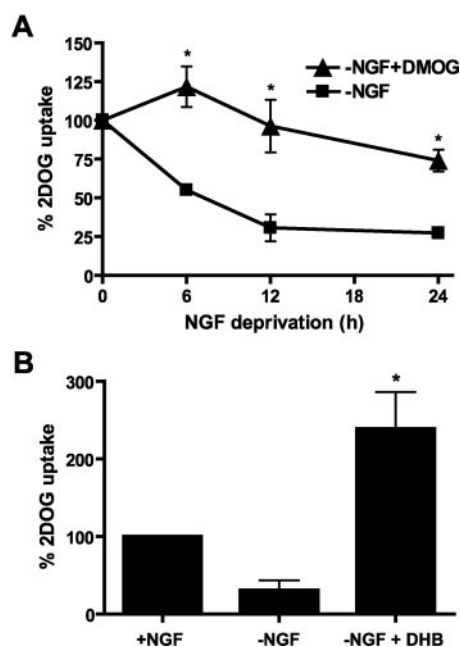 A
150
125
100
75
50
25
0
% 2DOG uptake
* * *
-NGF+DMOG
-NGF
0 6 12 18 24
NGF deprivation (h)
B
300
200
100
0
% 2DOG uptake
*
+NGF -NGF -NGF + DHB